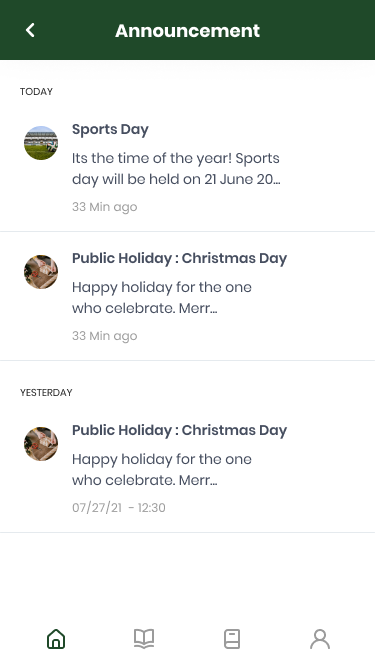 Announcement
TODAY
Sports Day
Its the time of the year! Sports
day will be held on 21 June 20...
33 Min ago
Public Holiday : Christmas Day
Happy holiday for the one
who celebrate. Merr...
33 Min ago
YESTERDAY
Public Holiday : Christmas Day
Happy holiday for the one
who celebrate. Merr...
07/27/21 - 12:30